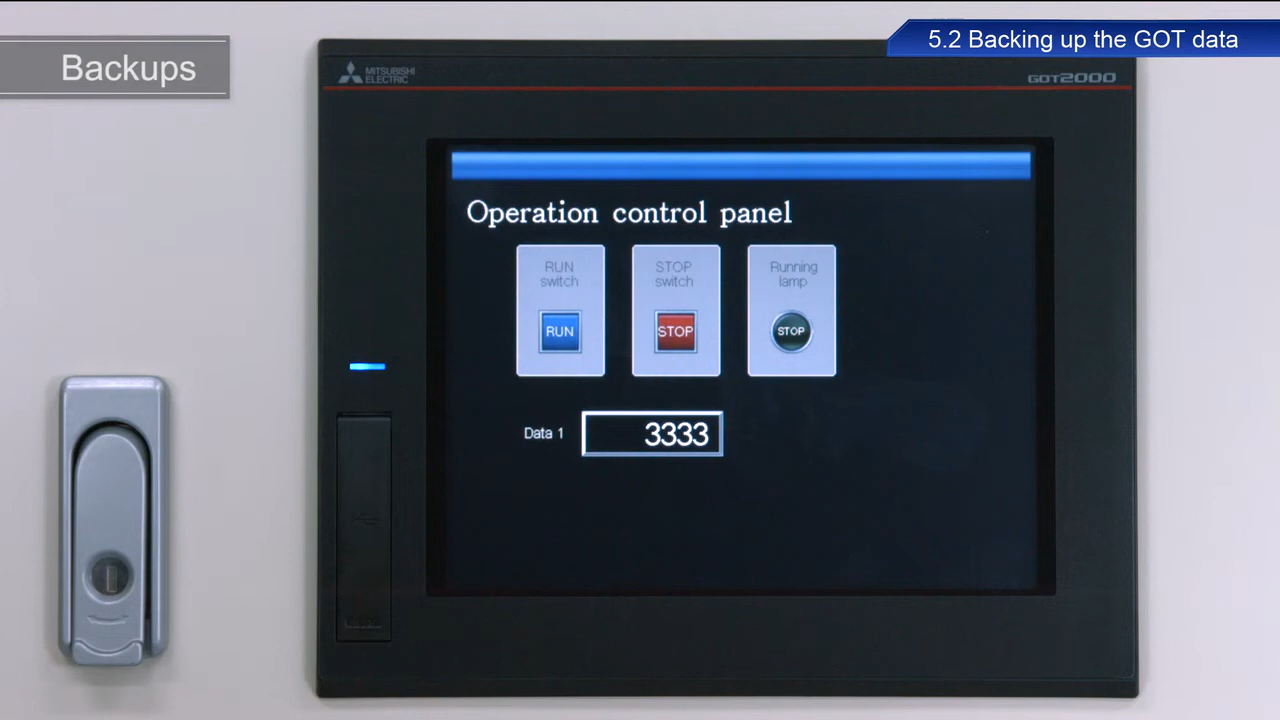 5.2 Backing up the GOT data
Backups
MITSUBISHI
ELECTRIC
GOT2000
Operation control panel
RUN
switch
STOP
switch
Running
lamp
RUN
STOP
STOP
Data 1
3333